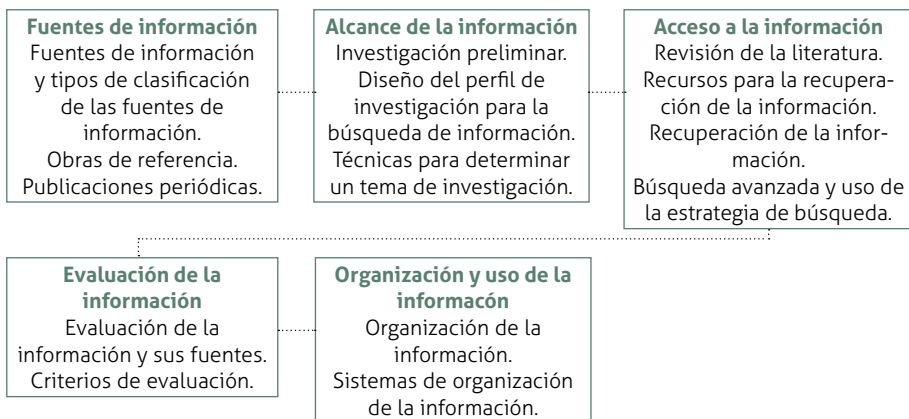 Fuentes de información
Fuentes de información
y tipos de clasificación
de las fuentes de
información.
Obras de referencia.
Publicaciones periódicas.
Alcance de la información
Investigación preliminar.
Diseño del perfil de
investigación para la
búsqueda de información.
Técnicas para determinar
un tema de investigación.
Acceso a la información
Revisión de la literatura.
Recursos para la recupera-
ción de la información.
Recuperación de la infor-
mación.
Búsqueda avanzada y uso de
la estrategia de búsqueda.
Evaluación de la
información
Evaluación de la
información y sus fuentes.
Criterios de evaluación.
Organización y uso de la
informacón
Organización de la
información.
Sistemas de organización
de la información.